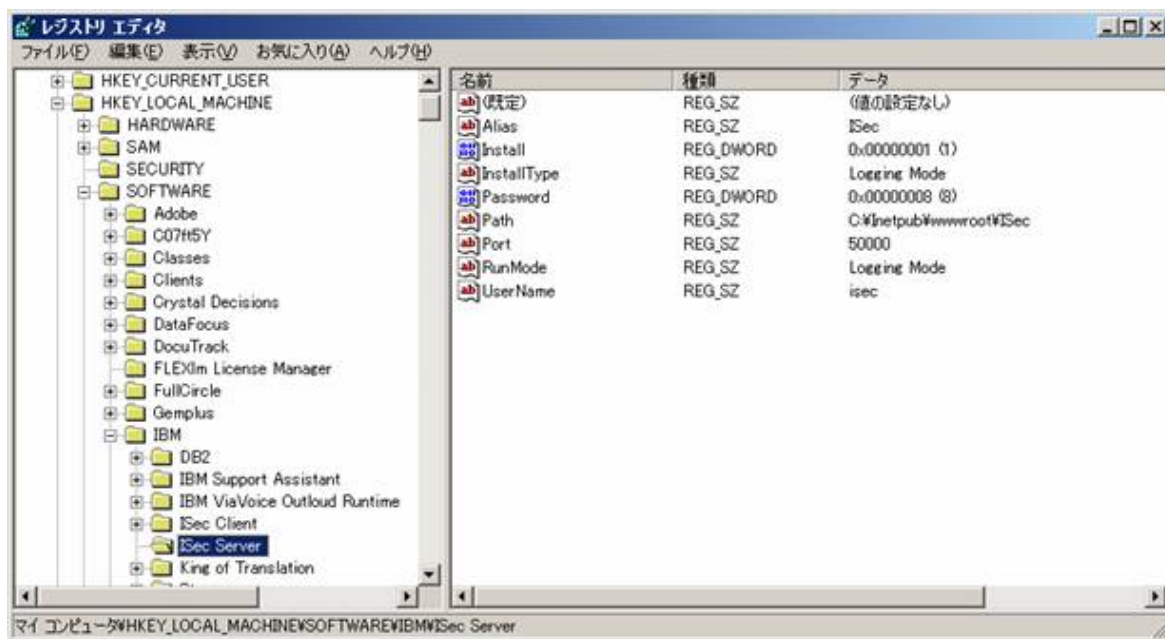 レジストリ エディタ
ファイル(F) 編集(E) 表示(V) お気に入り(A) ヘルプ(H)
HKEY_CURRENT_USER
HKEY_LOCAL_MACHINE
HARDWARE
SAM
SECURITY
SOFTWARE
Adobe
C07ft5Y
Classes
Clients
Crystal Decisions
DataFocus
DocuTrack
FLEXlm License Manager
FullCircle
Gemplus
IBM
DB2
IBM Support Assistant
IBM ViaVoice Outloud Runtime
ISec Client
ISec Server
King of Translation
名前 種類 データ
(既定) REG_SZ (値の設定なし)
Alias REG_SZ ISec
Install REG_DWORD 0x00000001 (1)
InstallType REG_SZ Logging Mode
Password REG_DWORD 0x00000008 (8)
Path REG_SZ C:¥Inetpub¥wwwroot¥ISec
Port REG_SZ 50000
RunMode REG_SZ Logging Mode
UserName REG_SZ isec
マイ コンピュータ¥HKEY_LOCAL_MACHINE¥SOFTWARE¥IBM¥ISec Server